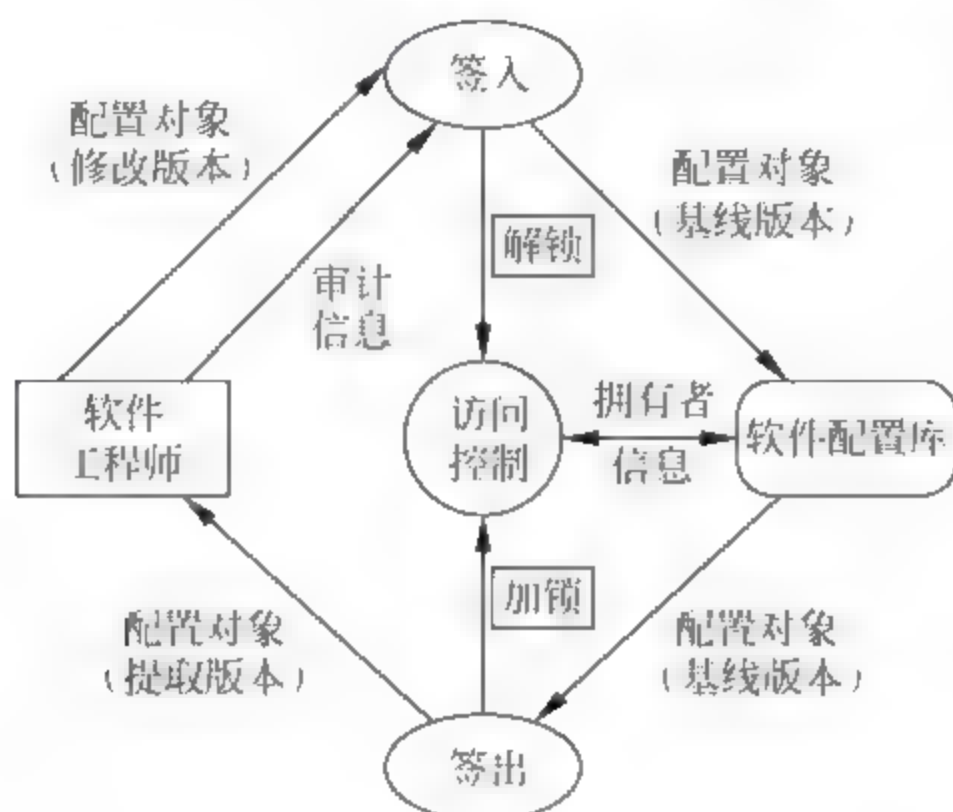 签入
配置对象
(修改版本)
配置对象
(基线版本)
解锁
审计
信息
软件
工程师
访问
控制
拥有者
信息
软件配置库
加锁
配置对象
(提取版本)
配置对象
(基线版本)
签出